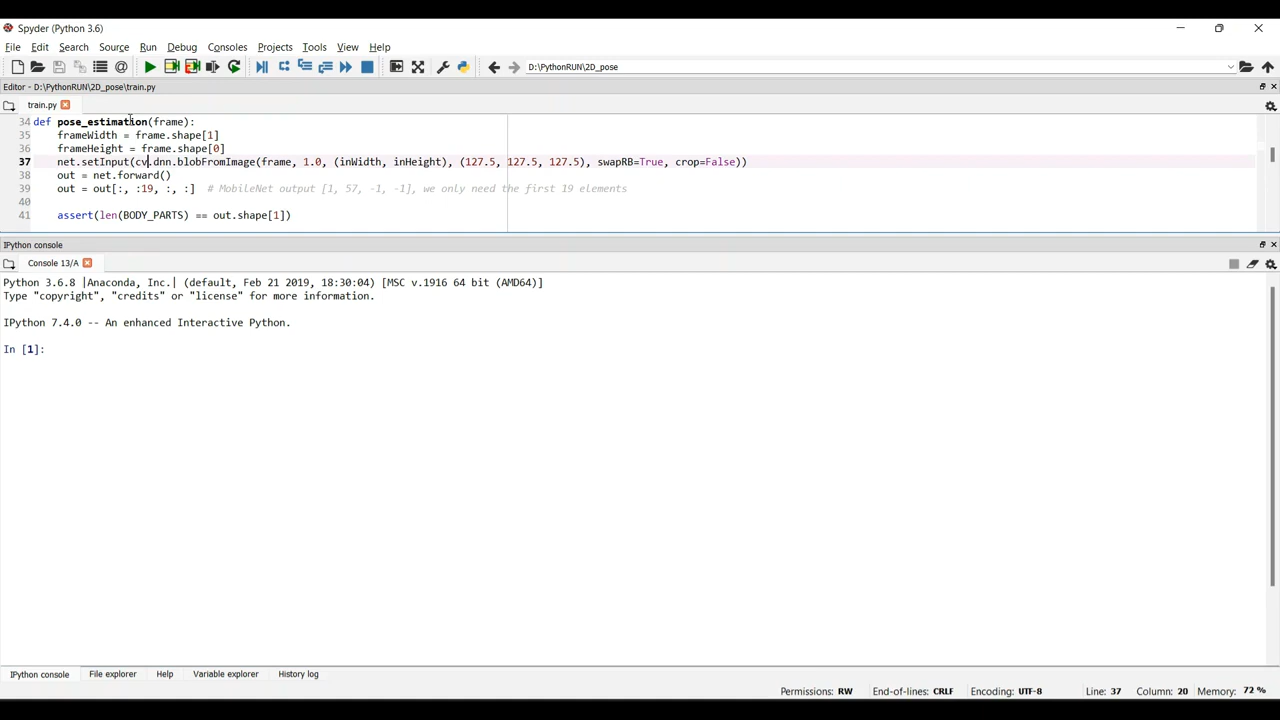 Spyder (Python 3.6)
File Edit Search Source Run Debug Consoles Projects Tools View Help
D:\PythonRUN\2D_pose
Editor - D:\PythonRUN\2D_pose\train.py
train.py
34 def pose_estimation(frame):
35 frameWidth = frame.shape[1]
36 frameHeight = frame.shape[0]
37 net.setInput(cv.dnn.blobFromImage(frame, 1.0, (inWidth, inHeight), (127.5, 127.5, 127.5), swapRB=True, crop=False))
38 out = net.forward()
39 out = out[:, :19, :, :] # MobileNet output [1, 57, -1, -1], we only need the first 19 elements
40
41 assert(len(BODY_PARTS) == out.shape[1])
IPython console
Console 13/A
Python 3.6.8 |Anaconda, Inc.| (default, Feb 21 2019, 18:30:04) [MSC v.1916 64 bit (AMD64)]
Type "copyright", "credits" or "license" for more information.
IPython 7.4.0 -- An enhanced Interactive Python.
In [1]:
IPython console File explorer Help Variable explorer History log
Permissions: RW End-of-lines: CRLF Encoding: UTF-8 Line: 37 Column: 20 Memory: 72 %